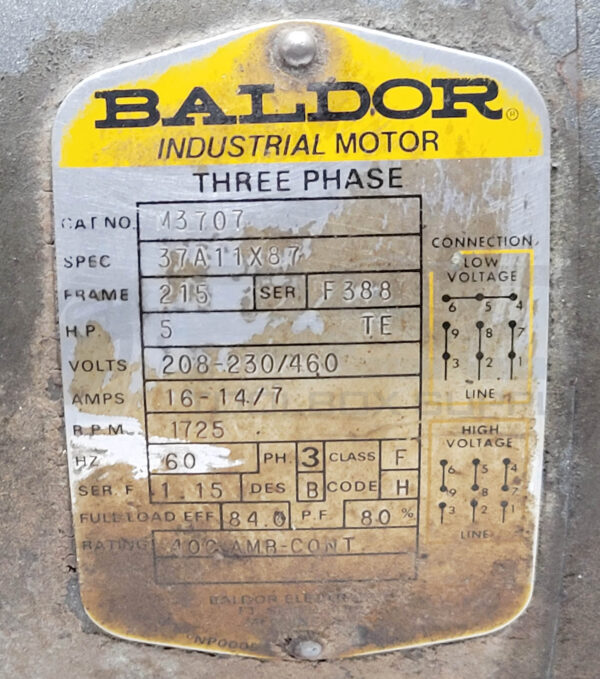 BALDOR®
INDUSTRIAL MOTOR
THREE PHASE
CAT NO. M3707
SPEC 37A11X87
FRAME 215 SER. F388
H.P. 5 TE
VOLTS 208-230/460
AMPS 16-14/7
R.P.M. 1725
HZ 60 PH. 3 CLASS F
SER. F. 1.15 DES B CODE H
FULL LOAD EFF. 84.0 P.F. 80 %
RATING 40C AMB-CONT
BALDOR
CONNECTION
LOW
VOLTAGE
6 5 4
9 8 7
3 2 1
LINE
HIGH
VOLTAGE
6 5 4
9 8 7
3 2 1
LINE